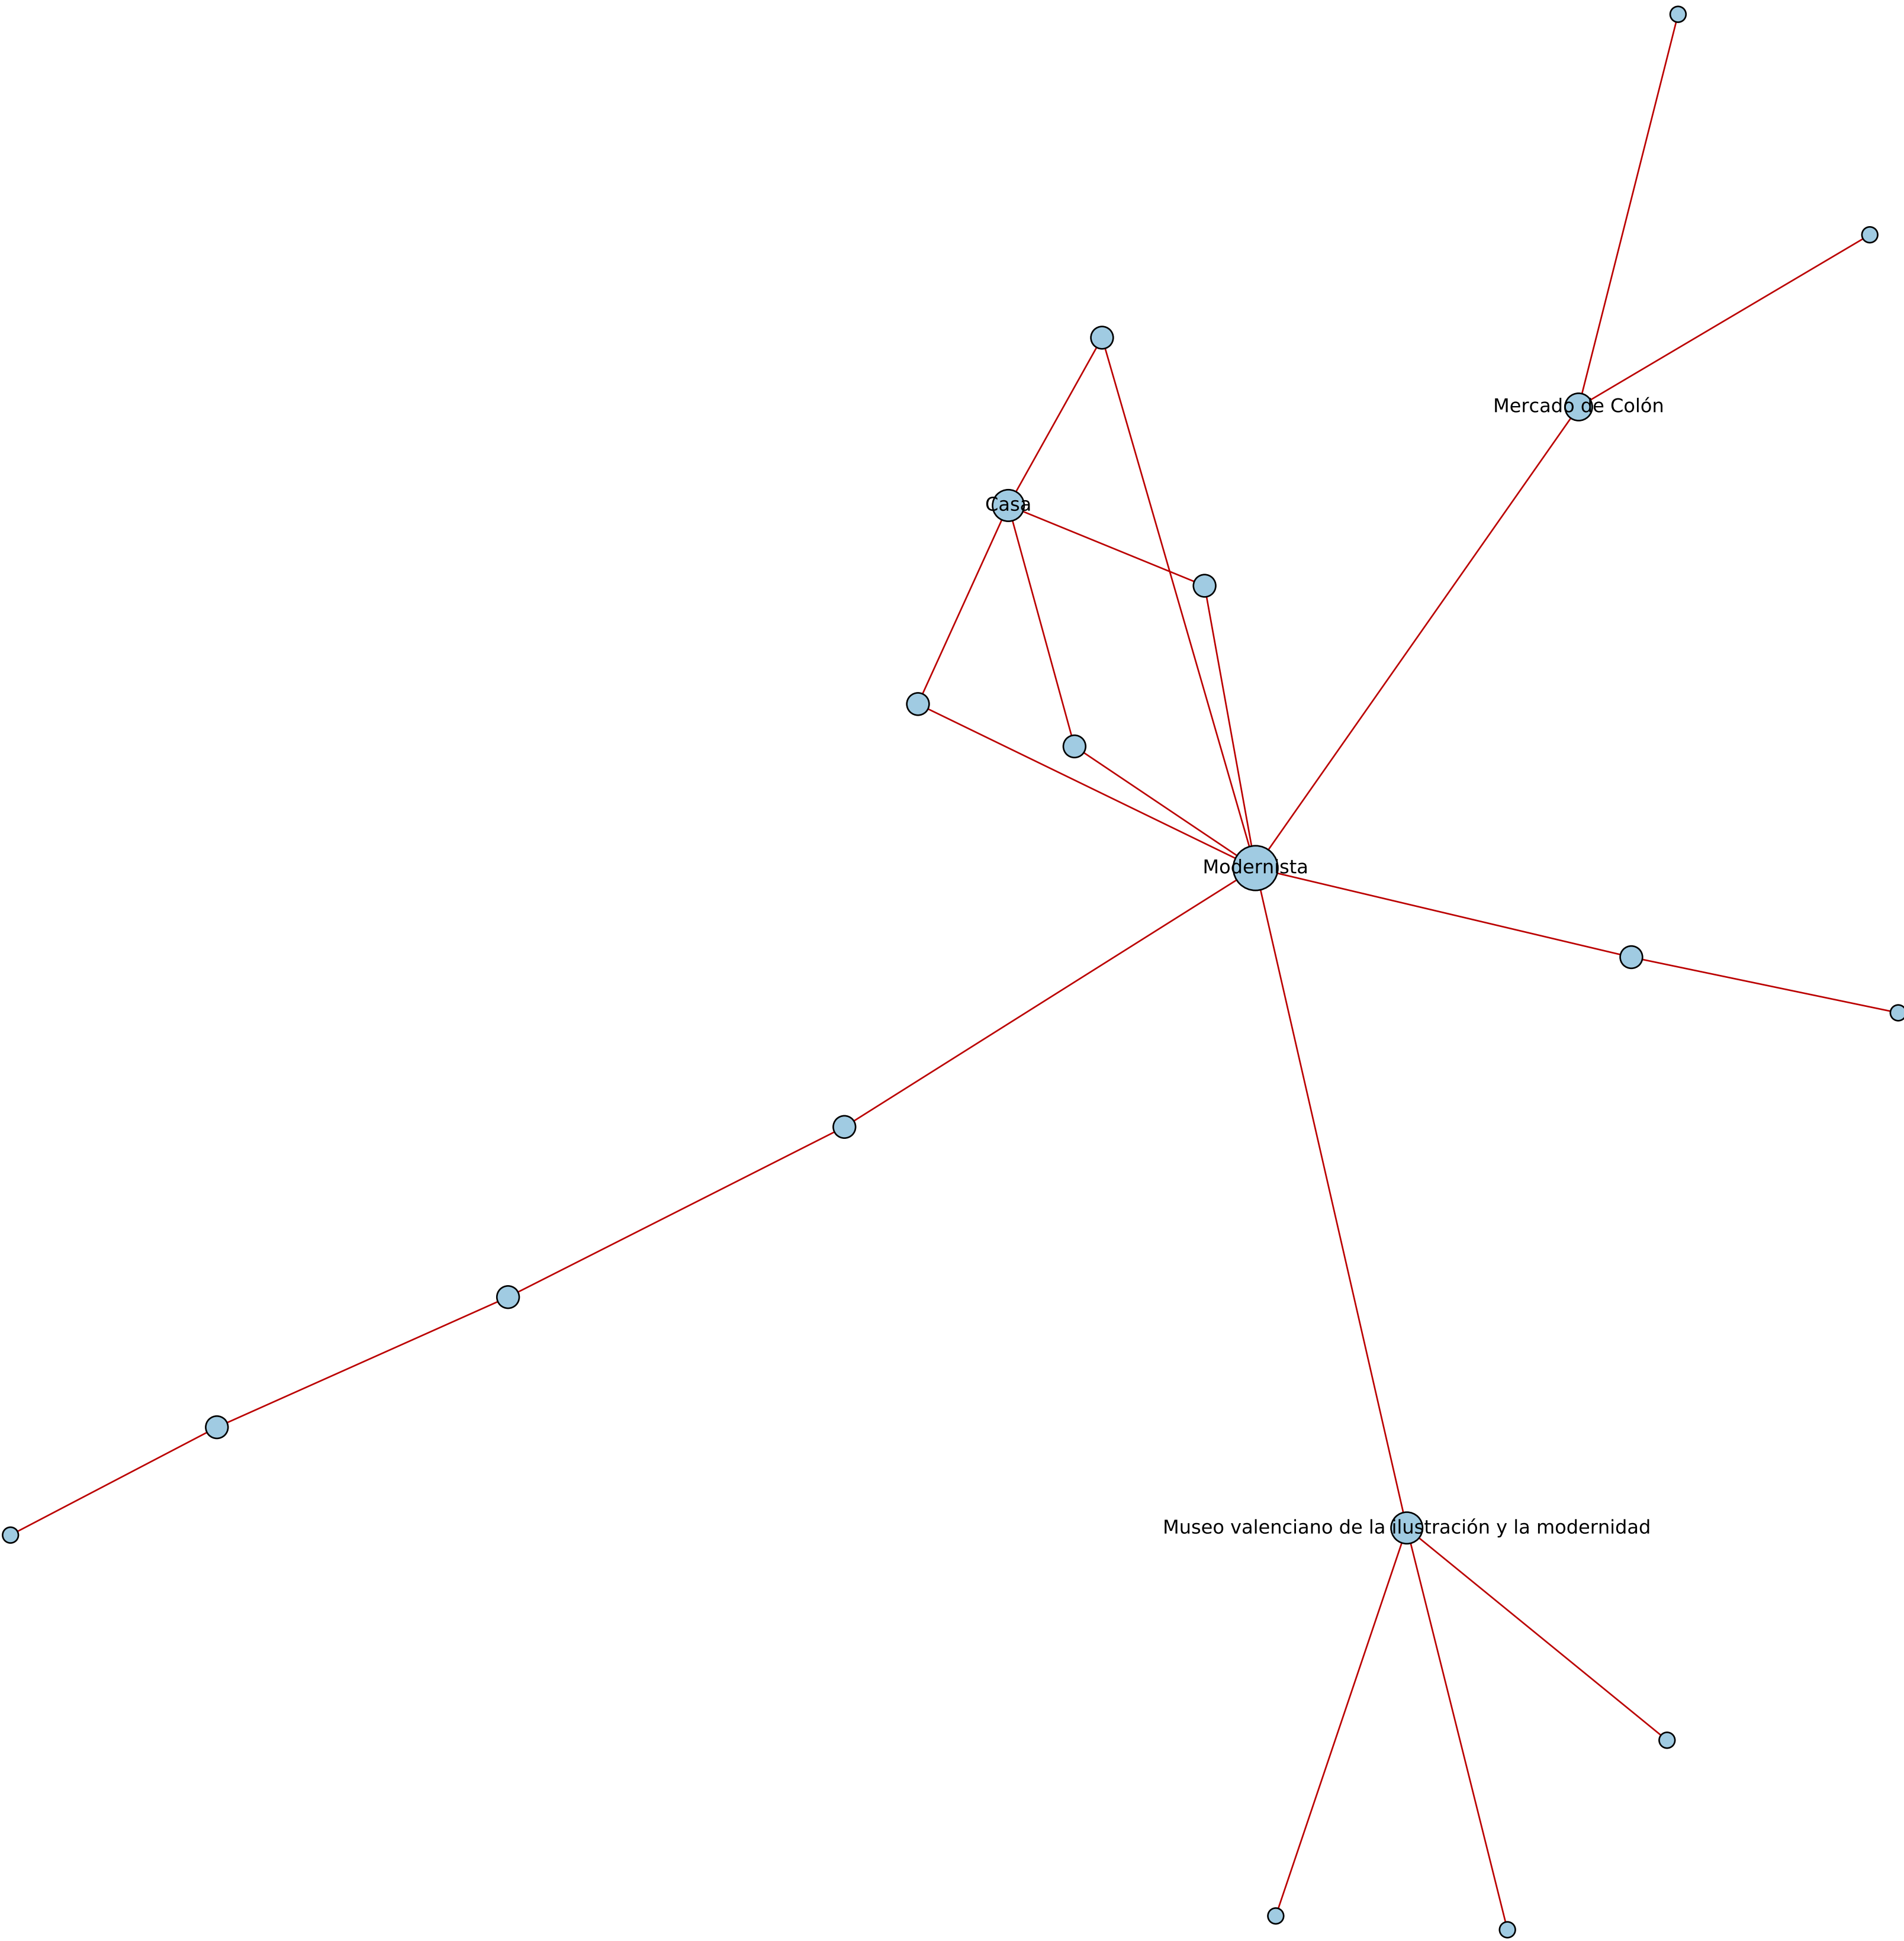 Mercado de Colón
Casa
Modernista
Museo valenciano de la ilustración y la modernidad